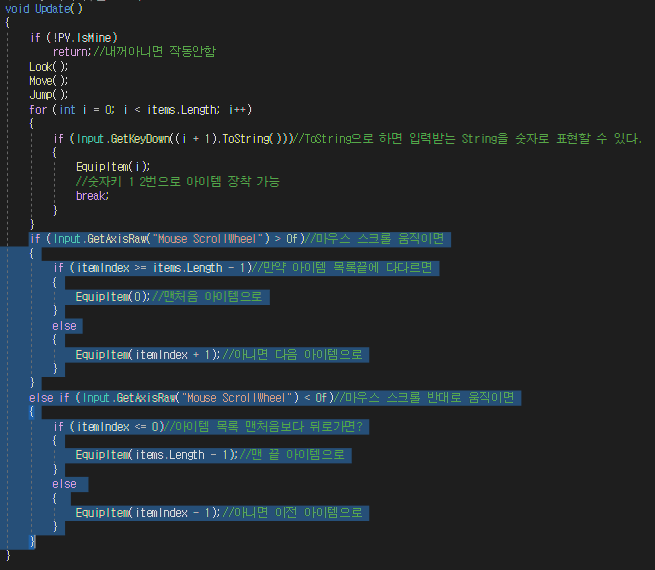 void Update()
{
if (!PV.IsMine)
return;//내꺼아니면 작동안함
Look();
Move();
Jump();
for (int i = 0; i < items.Length; i++)
{
if (Input.GetKeyDown((i + 1).ToString()))//ToString으로 하면 입력받는 String을 숫자로 표현할 수 있다.
{
EquipItem(i);
//숫자키 1 2번으로 아이템 장착 가능
break;
}
}
if (Input.GetAxisRaw("Mouse ScrollWheel") > 0f)//마우스 스크롤 움직이면
{
if (itemIndex >= items.Length - 1)//만약 아이템 목록끝에 다다르면
{
EquipItem(0);//맨처음 아이템으로
}
else
{
EquipItem(itemIndex + 1);//아니면 다음 아이템으로
}
}
else if (Input.GetAxisRaw("Mouse ScrollWheel") < 0f)//마우스 스크롤 반대로 움직이면
{
if (itemIndex <= 0)//아이템 목록 맨처음보다 뒤로가면?
{
EquipItem(items.Length - 1);//맨 끝 아이템으로
}
else
{
EquipItem(itemIndex - 1);//아니면 이전 아이템으로
}
}
}